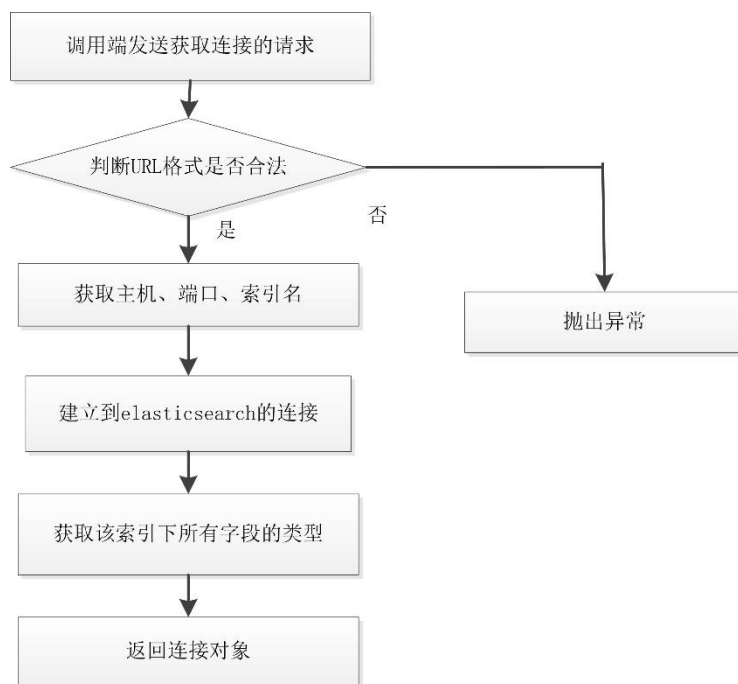 调用端发送获取连接的请求
判断URL格式是否合法
是
否
获取主机、端口、索引名
抛出异常
建立到elasticsearch的连接
获取该索引下所有字段的类型
返回连接对象